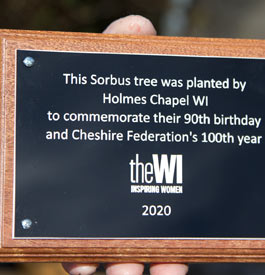 This Sorbus tree was planted by
Holmes Chapel WI
to commemorate their 90th birthday
and Cheshire Federation's 100th year
theWI
INSPIRING WOMEN
2020